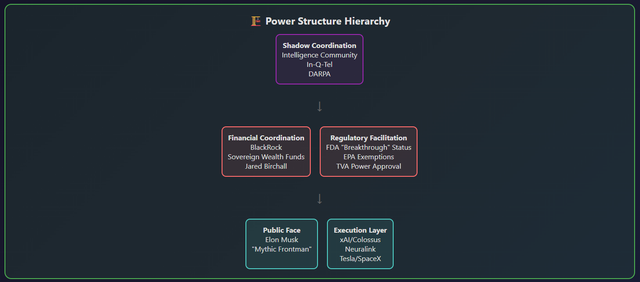 Power Structure Hierarchy
Shadow Coordination
Intelligence Community
In-Q-Tel
DARPA
↓
Financial Coordination
BlackRock
Sovereign Wealth Funds
Jared Birchall
Regulatory Facilitation
FDA "Breakthrough" Status
EPA Exemptions
TVA Power Approval
↓
Public Face
Elon Musk
"Mythic Frontman"
Execution Layer
xAI/Colossus
Neuralink
Tesla/SpaceX